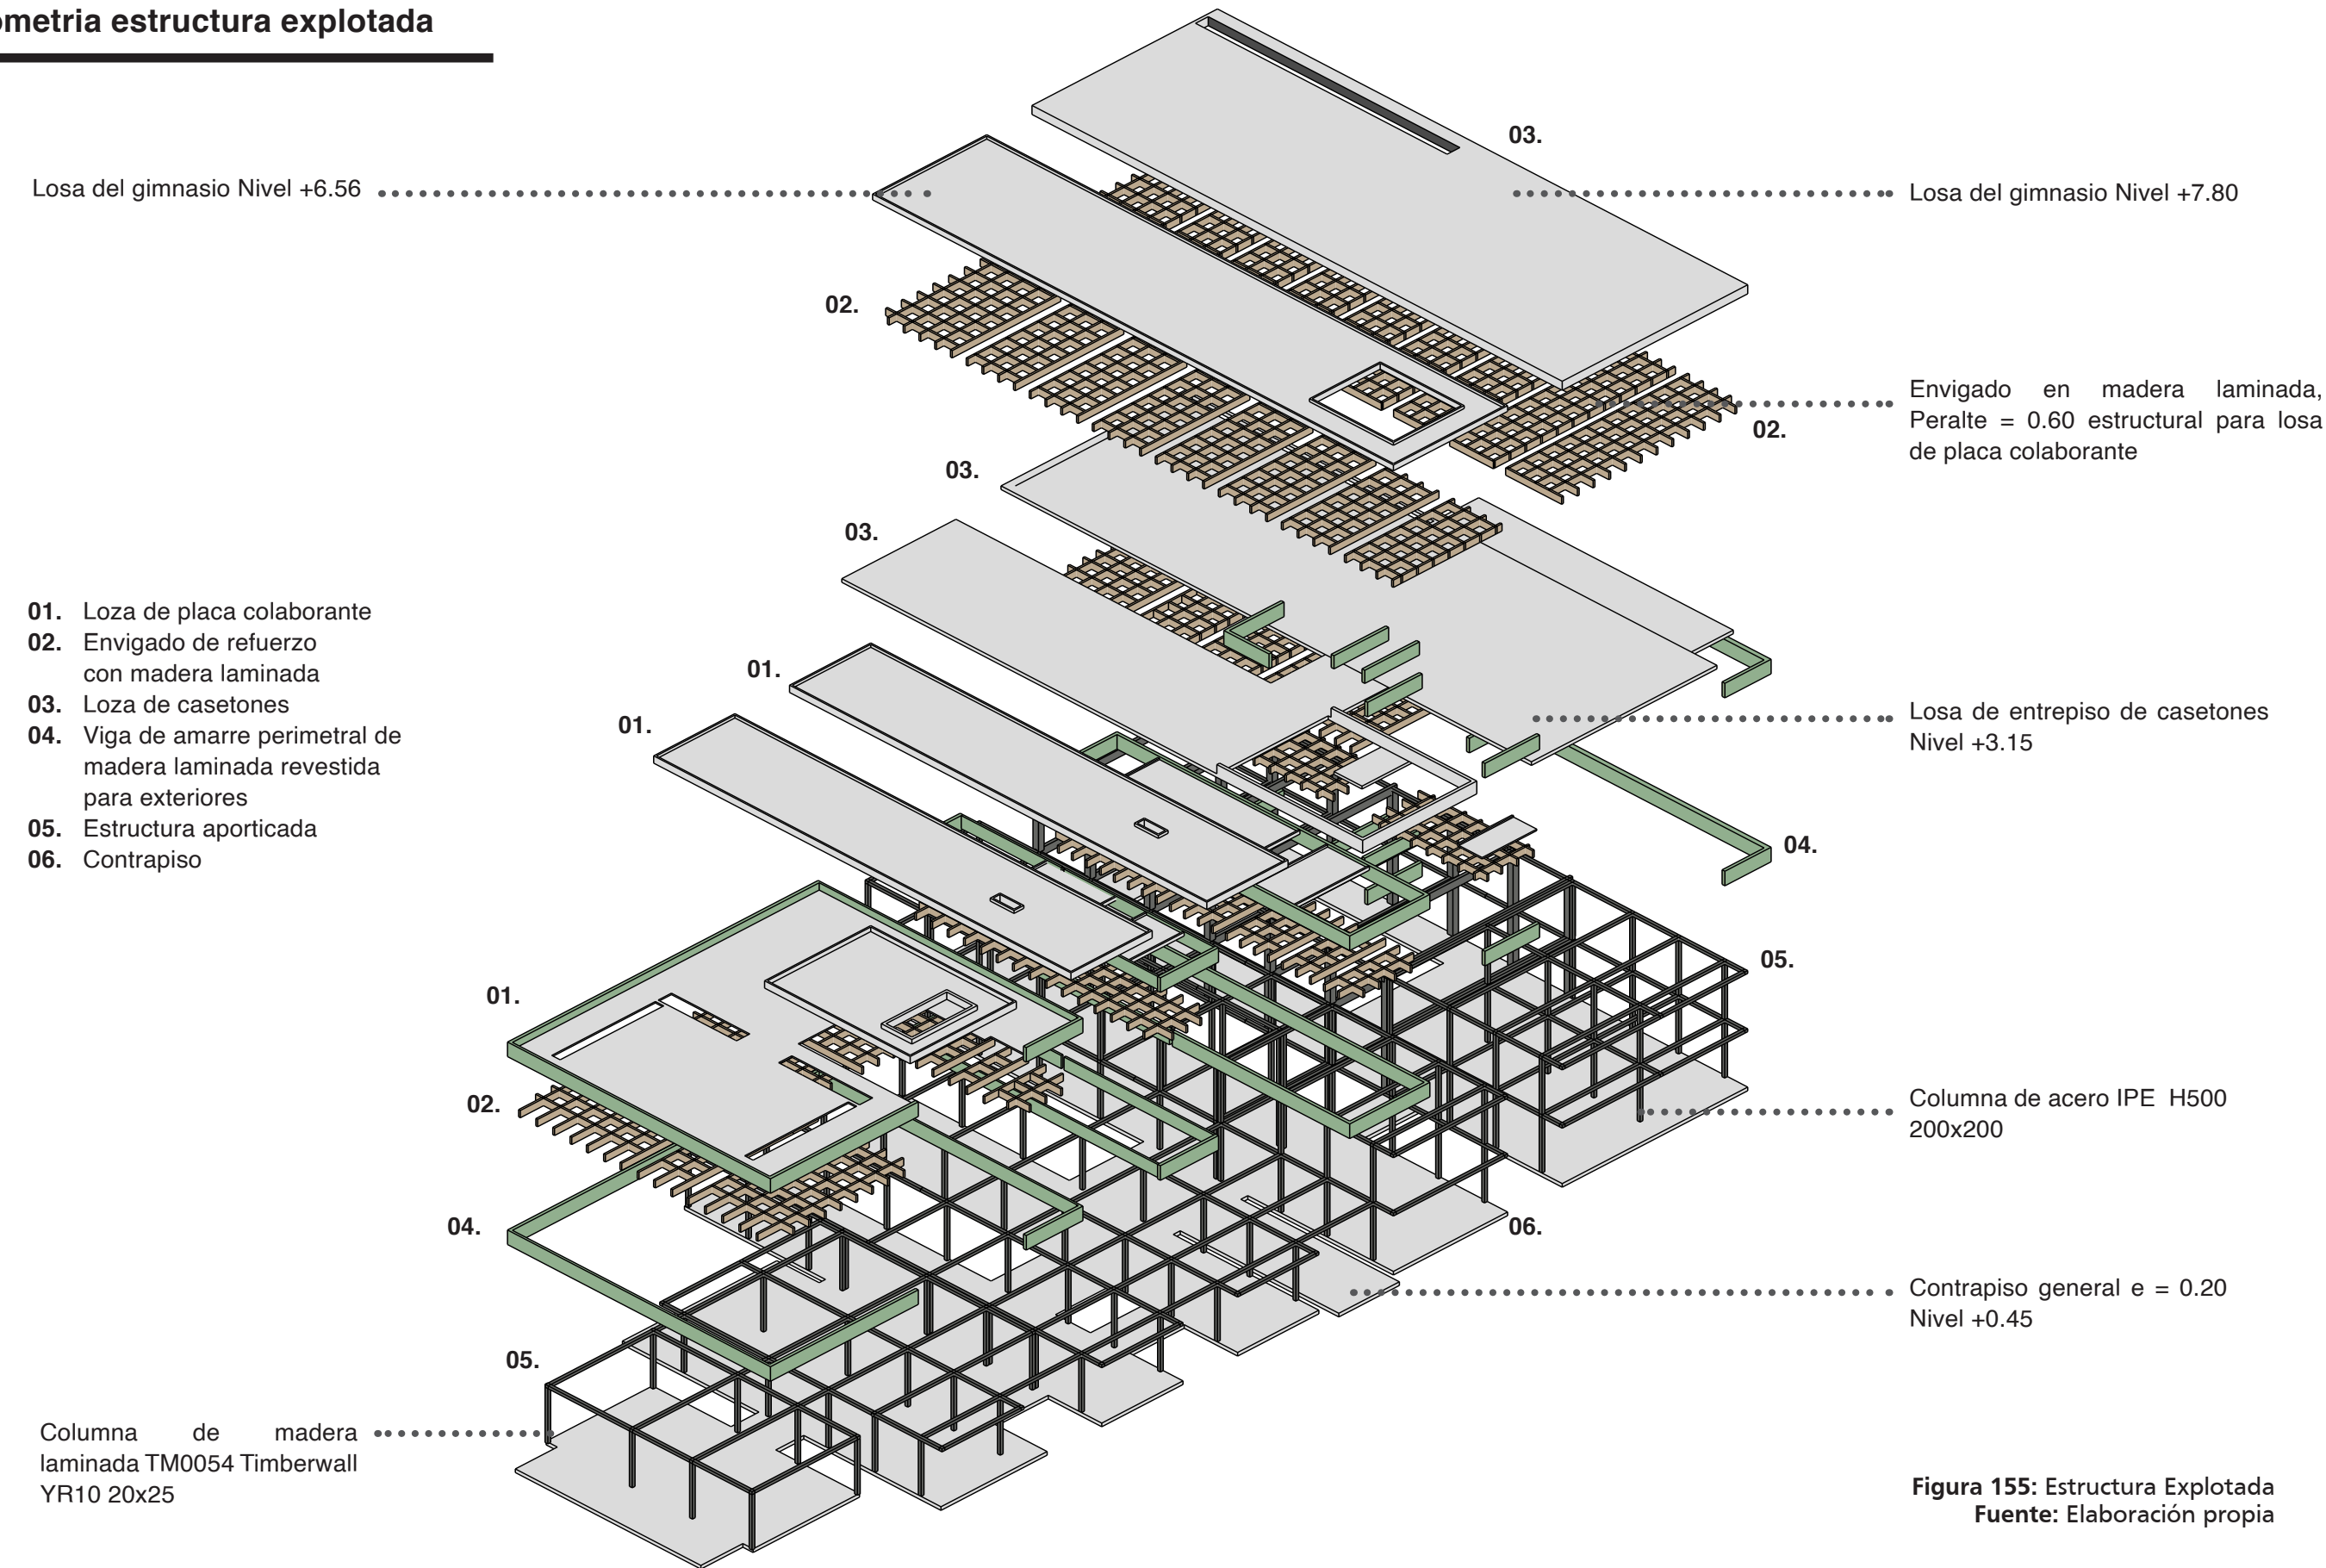 ometria estructura explotada
03.
Losa del gimnasio Nivel +6.56
Losa del gimnasio Nivel +7.80
02.
Envigado en madera laminada,
Peralte = 0.60 estructural para losa
de placa colaborante
02.
03.
03.
01. Loza de placa colaborante
02. Envigado de refuerzo
con madera laminada
03. Loza de casetones
04. Viga de amarre perimetral de
madera laminada revestida
para exteriores
05. Estructura aporticada
06. Contrapiso
01.
01.
Losa de entrepiso de casetones
Nivel +3.15
04.
05.
01.
02.
Columna de acero IPE H500
200x200
04.
06.
Contrapiso general e = 0.20
Nivel +0.45
05.
Columna de madera
laminada TM0054 Timberwall
YR10 20x25
Figura 155: Estructura Explotada
Fuente: Elaboración propia